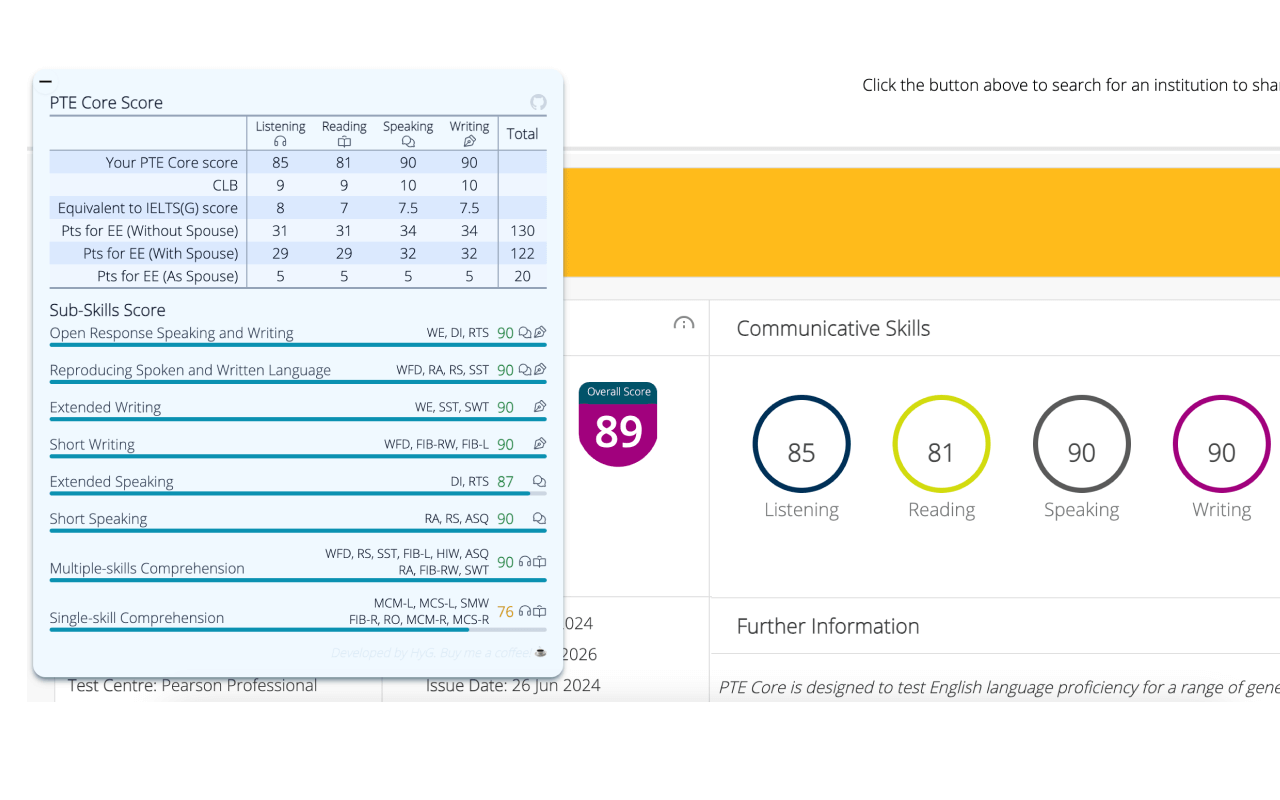 Click the button above to search for an institution to shar
PTE Core Score
Listening Reading Speaking Writing Total
Your PTE Core score 85 81 90 90
CLB 9 9 10 10
Equivalent to IELTS(G) score 8 7 7.5 7.5
Pts for EE (Without Spouse) 31 31 34 34 130
Pts for EE (With Spouse) 29 29 32 32 122
Pts for EE (As Spouse) 5 5 5 5 20
Sub-Skills Score
Open Response Speaking and Writing WE, DI, RTS 90
Reproducing Spoken and Written Language WFD, RA, RS, SST 90
Extended Writing WE, SST, SWT 90
Short Writing WFD, FIB-RW, FIB-L 90
Extended Speaking DI, RTS 87
Short Speaking RA, RS, ASQ 90
WFD, RS, SST, FIB-L, HIW, ASQ
Multiple-skills Comprehension RA, FIB-RW, SWT 90
MCM-L, MCS-L, SMW
Single-skill Comprehension FIB-R, RO, MCM-R, MCS-R 76
Developed by HyG. Buy me a coffee!
Communicative Skills
Overall Score
89
85 81 90 90
Listening Reading Speaking Writing
024
2026
Further Information
Test Centre: Pearson Professional
Issue Date: 26 Jun 2024
PTE Core is designed to test English language proficiency for a range of gene